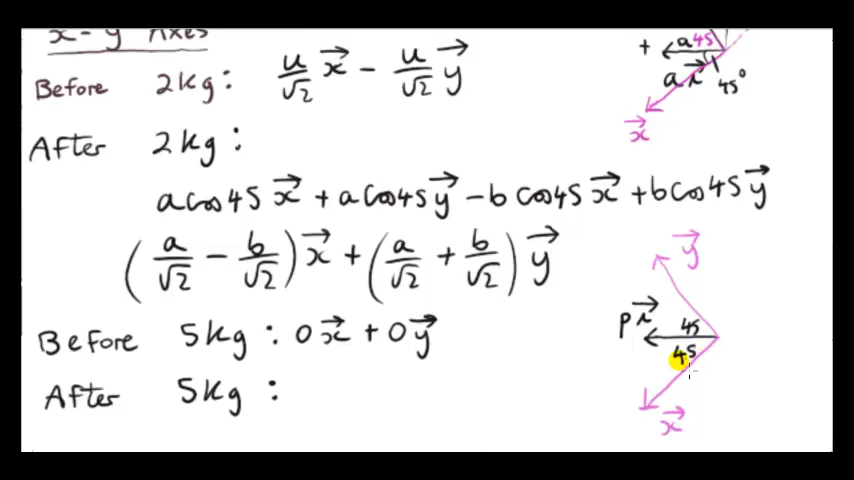 x-y Axes
+ a 45
Before 2kg: u/√2 x⃗ - u/√2 y⃗
a i⃗ 45°
x⃗
After 2kg:
a cos 45 x⃗ + a cos 45 y⃗ - b cos 45 x⃗ + b cos 45 y⃗
(a/√2 - b/√2) x⃗ + (a/√2 + b/√2) y⃗
y⃗
Before 5kg: 0x⃗ + 0y⃗
p i⃗ 45
45
After 5kg:
x⃗